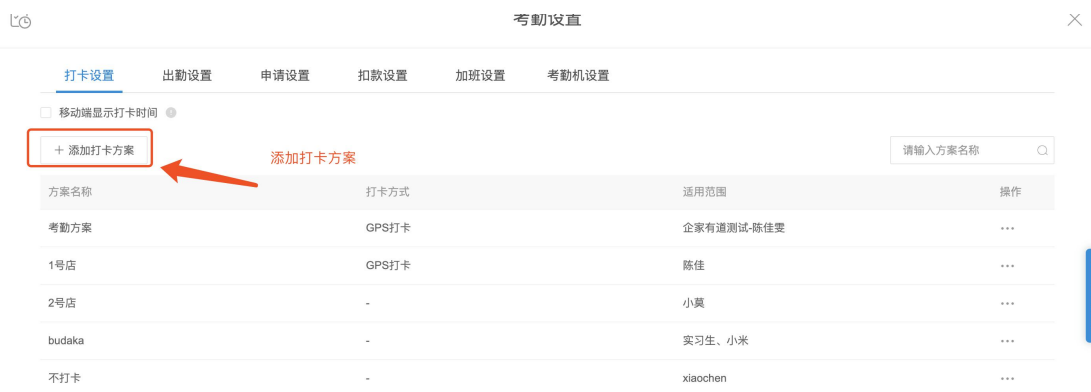 考勤设置
打卡设置 出勤设置 申请设置 扣款设置 加班设置 考勤机设置
移动端显示打卡时间
+ 添加打卡方案 添加打卡方案 请输入方案名称
方案名称 打卡方式 适用范围 操作
考勤方案 GPS打卡 企家有道测试-陈佳雯 ...
1号店 GPS打卡 陈佳 ...
2号店 - 小莫 ...
budaka - 实习生、小米 ...
不打卡 - xiaochen ...